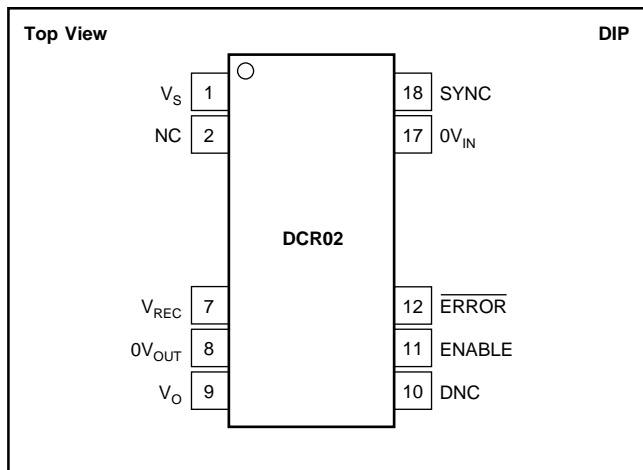 Top View DIP
V_S 1 18 SYNC
NC 2 17 0V_IN
DCR02
V_REC 7 12 ERROR
0V_OUT 8 11 ENABLE
V_O 9 10 DNC